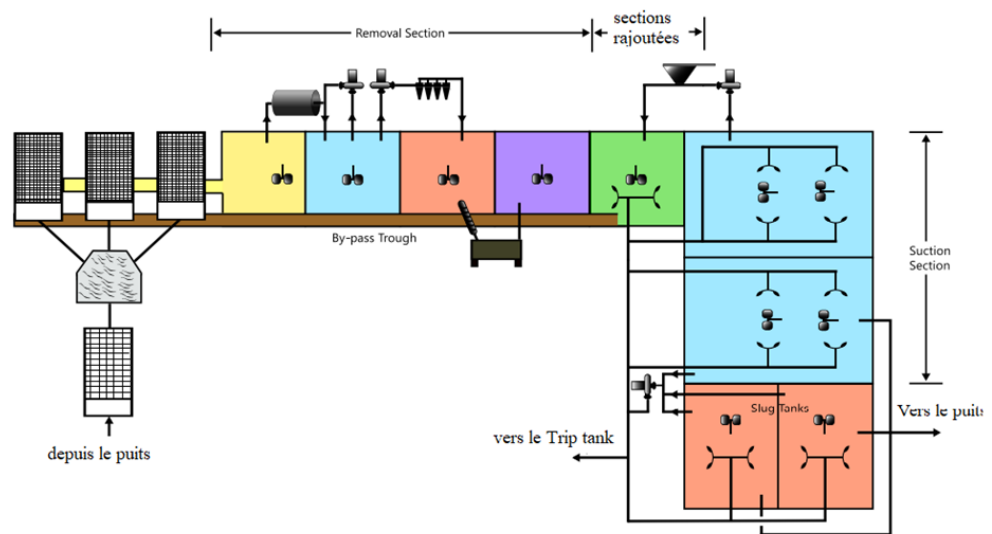 Removal Section
sections
rajoutées
By-pass Trough
Suction
Section
Slug Tanks
Vers le puits
vers le Trip tank
depuis le puits